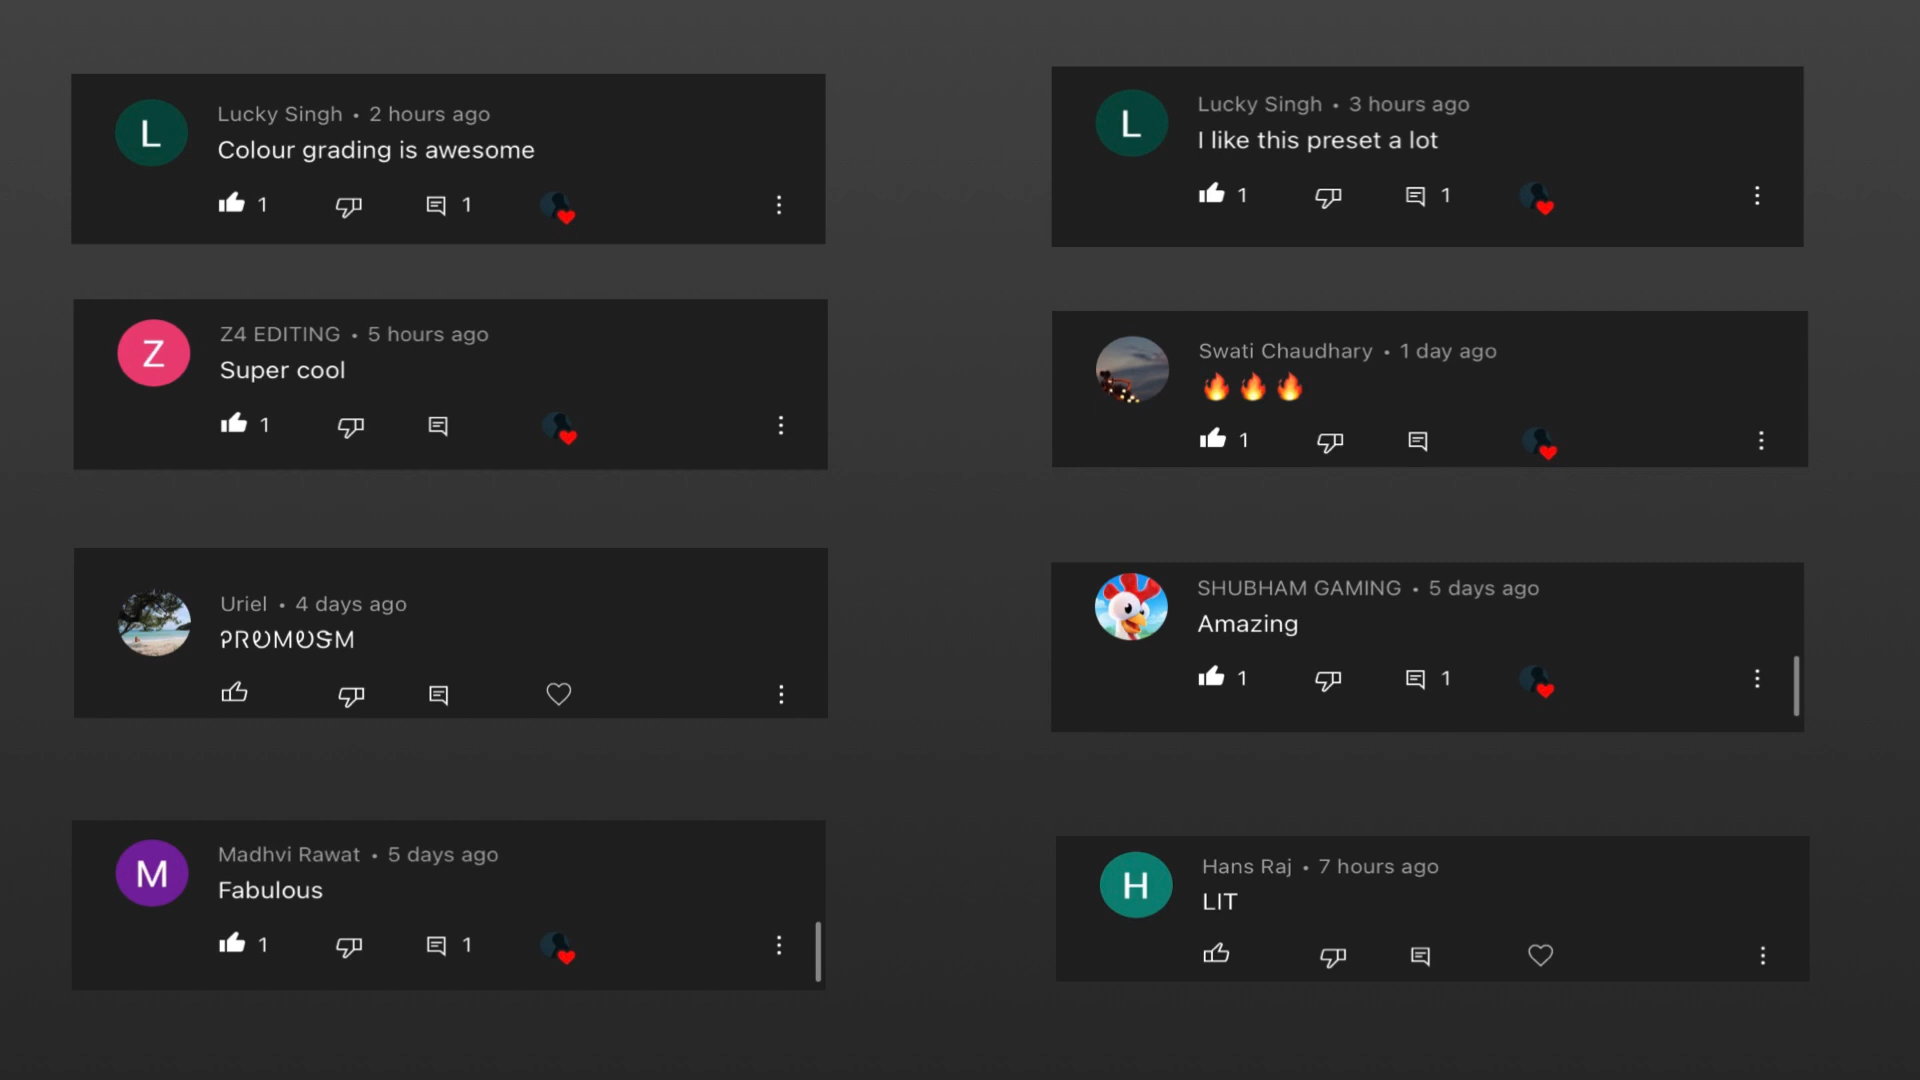 L
Lucky Singh • 2 hours ago
Colour grading is awesome
1 1
L
Lucky Singh • 3 hours ago
I like this preset a lot
1 1
Z
Z4 EDITING • 5 hours ago
Super cool
1
Swati Chaudhary • 1 day ago
🔥🔥🔥
1
Uriel • 4 days ago
ᎮᏒᎧᎷᎧᎦᎷ
SHUBHAM GAMING • 5 days ago
Amazing
1 1
M
Madhvi Rawat • 5 days ago
Fabulous
1 1
H
Hans Raj • 7 hours ago
LIT